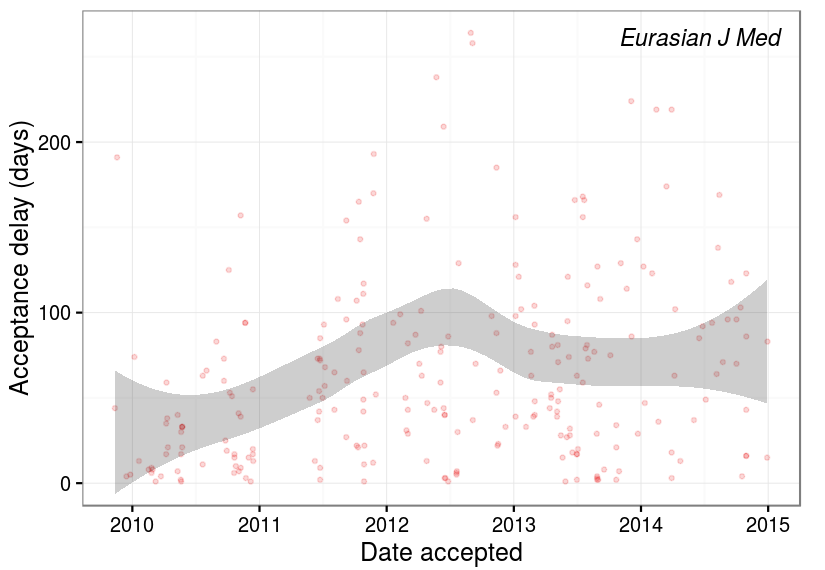 Eurasian J Med
Acceptance delay (days)
200
100
0
2010 2011 2012 2013 2014 2015
Date accepted